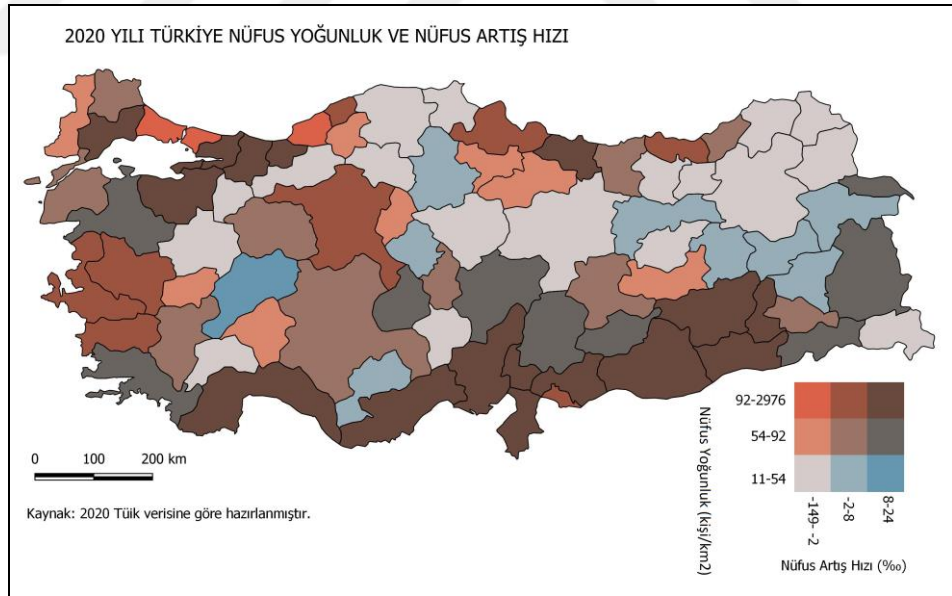 2020 YILI TÜRKİYE NÜFUS YOĞUNLUK VE NÜFUS ARTIŞ HIZI
0 100 200 km
Kaynak: 2020 Tüik verisine göre hazırlanmıştır.
Nüfus Yoğunluk (kişi/km2)
92-2976
54-92
11-54
-149- -2
-2-8
8-24
Nüfus Artış Hızı (‰)